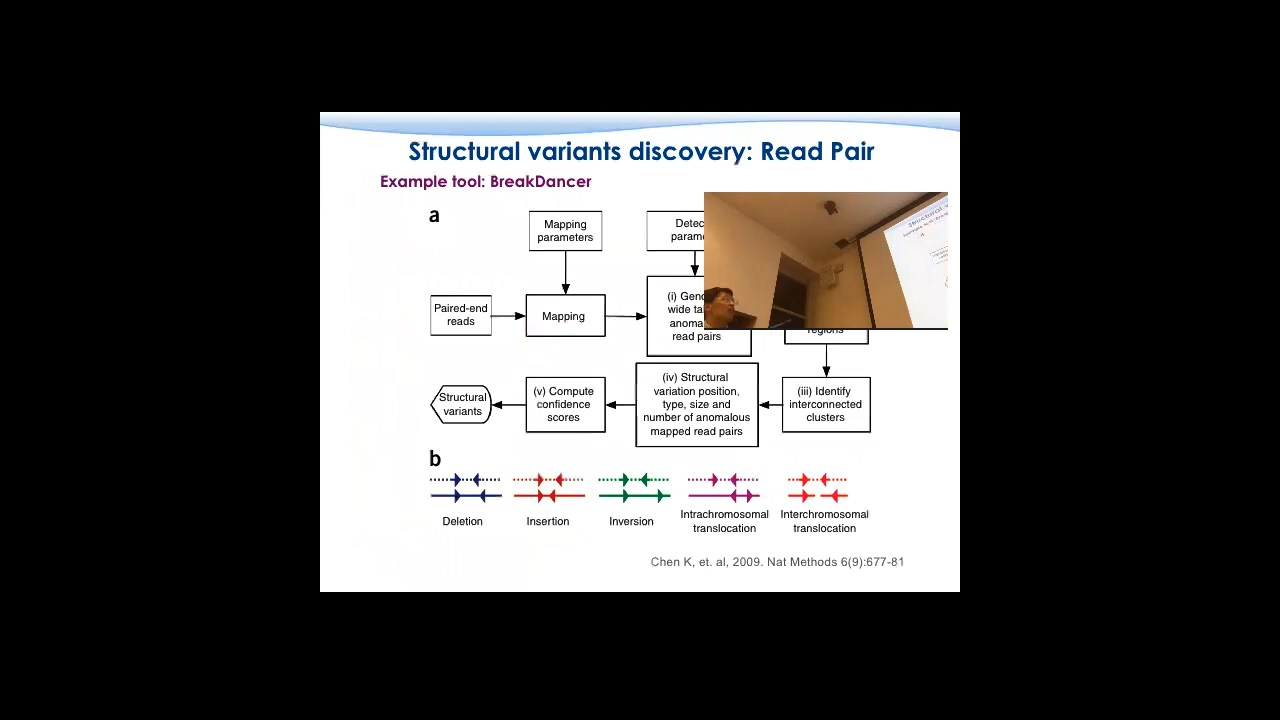 Structural variants discovery: Read Pair
Example tool: BreakDancer
a
Mapping
parameters
Paired-end
reads
Mapping
(i)
wide
read pairs
regions
(iii) Identify
interconnected
clusters
(iv) Structural
variation position,
type, size and
number of anomalous
mapped read pairs
(v) Compute
confidence
scores
Structural
variants
b
Deletion
Insertion
Inversion
Intrachromosomal
translocation
Interchromosomal
translocation
Chen K, et. al, 2009. Nat Methods 6(9):677-81